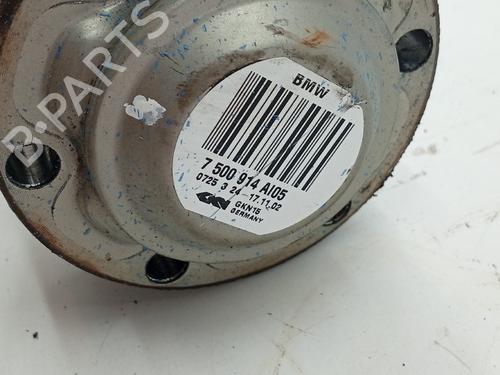 B-PARTS
BMW
7 500 914 AI05
0725 3 24-17.11.02
GKN
GKN15
GERMANY